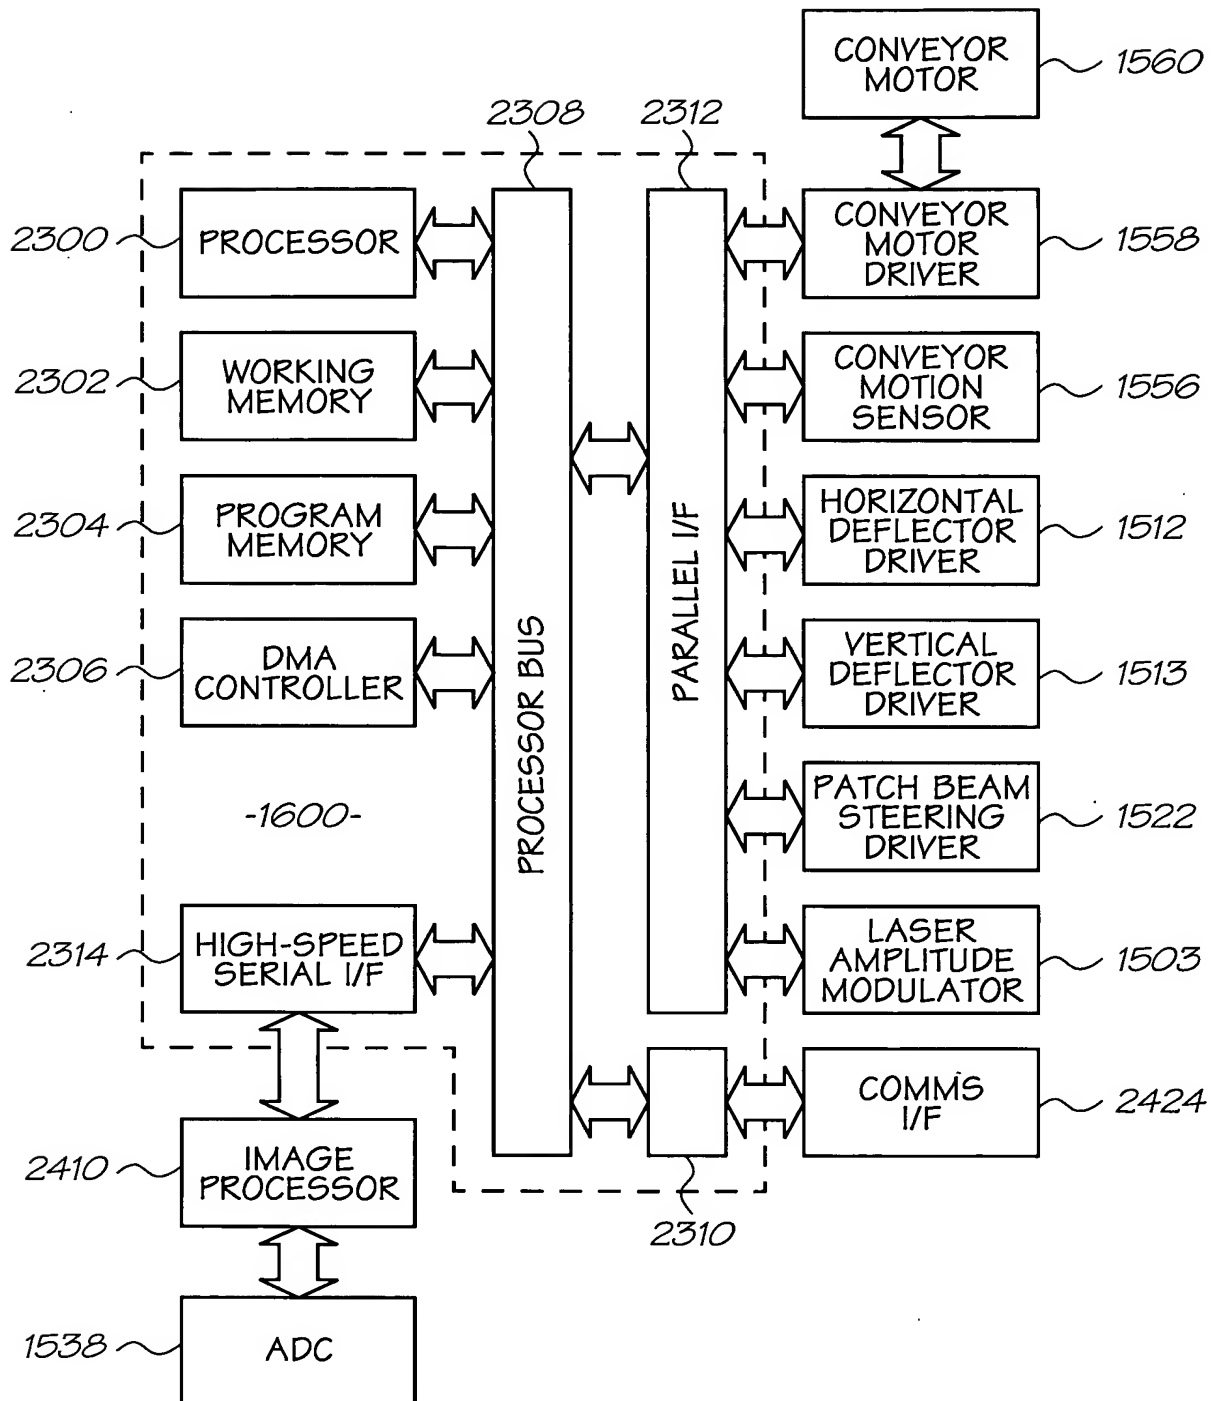 CONVEYOR
MOTOR
1560
2308
2312
2300
PROCESSOR
CONVEYOR
MOTOR
DRIVER
1558
2302
WORKING
MEMORY
CONVEYOR
MOTION
SENSOR
1556
2304
PROGRAM
MEMORY
HORIZONTAL
DEFLECTOR
DRIVER
1512
PROCESSOR BUS
PARALLEL I/F
2306
DMA
CONTROLLER
VERTICAL
DEFLECTOR
DRIVER
1513
-1600-
PATCH BEAM
STEERING
DRIVER
1522
2314
HIGH-SPEED
SERIAL I/F
LASER
AMPLITUDE
MODULATOR
1503
COMMS
I/F
2424
2410
IMAGE
PROCESSOR
2310
1538
ADC